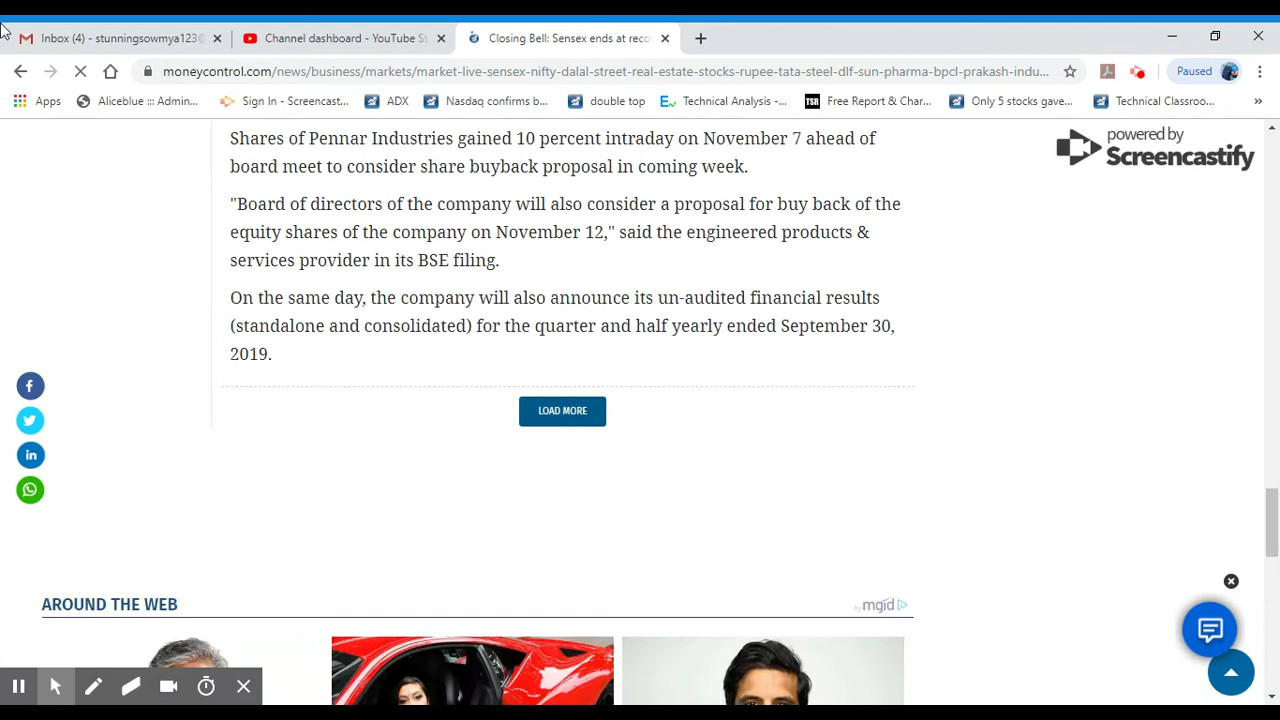 Inbox (4) - stunningsowmya123@
Channel dashboard - YouTube St
Closing Bell: Sensex ends at reco
moneycontrol.com/news/business/markets/market-live-sensex-nifty-dalal-street-real-estate-stocks-rupee-tata-steel-dlf-sun-pharma-bpcl-prakash-indu...
Paused
Apps
Aliceblue ::: Admin...
Sign In - Screencast...
ADX
Nasdaq confirms b...
double top
Technical Analysis -...
TSR
Free Report & Char...
Only 5 stocks gave...
Technical Classroo...
»
powered by
Screencastify
Shares of Pennar Industries gained 10 percent intraday on November 7 ahead of
board meet to consider share buyback proposal in coming week.
"Board of directors of the company will also consider a proposal for buy back of the
equity shares of the company on November 12," said the engineered products &
services provider in its BSE filing.
On the same day, the company will also announce its un-audited financial results
(standalone and consolidated) for the quarter and half yearly ended September 30,
2019.
LOAD MORE
AROUND THE WEB
by mgid